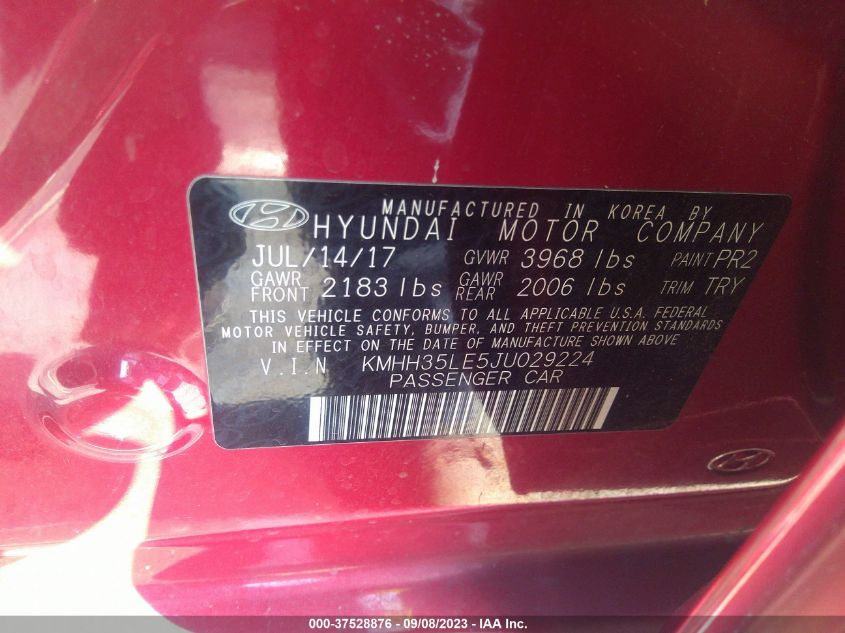 MANUFACTURED IN KOREA BY
HYUNDAI MOTOR COMPANY
JUL/14/17 GVWR 3968 lbs PAINT PR2
GAWR FRONT 2183 lbs GAWR REAR 2006 lbs TRIM TRY
THIS VEHICLE CONFORMS TO ALL APPLICABLE U.S.A. FEDERAL
MOTOR VEHICLE SAFETY, BUMPER, AND THEFT PREVENTION STANDARDS
IN EFFECT ON THE DATE OF MANUFACTURE SHOWN ABOVE
V.I.N KMHH35LE5JU029224
PASSENGER CAR
000-37528876 - 09/08/2023 - IAA Inc.